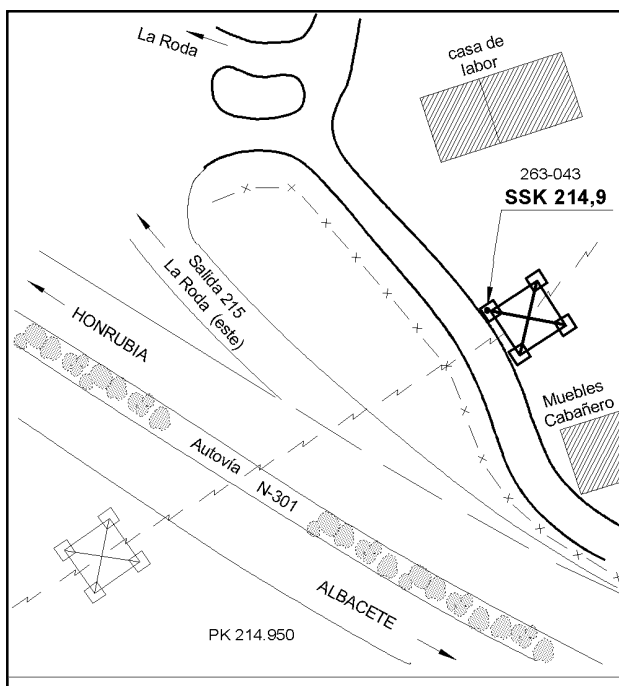 La Roda
casa de
labor
263-043
SSK 214,9
Salida 215
La Roda (este)
HONRUBIA
Muebles
Cabañero
Autovía N-301
ALBACETE
PK 214.950